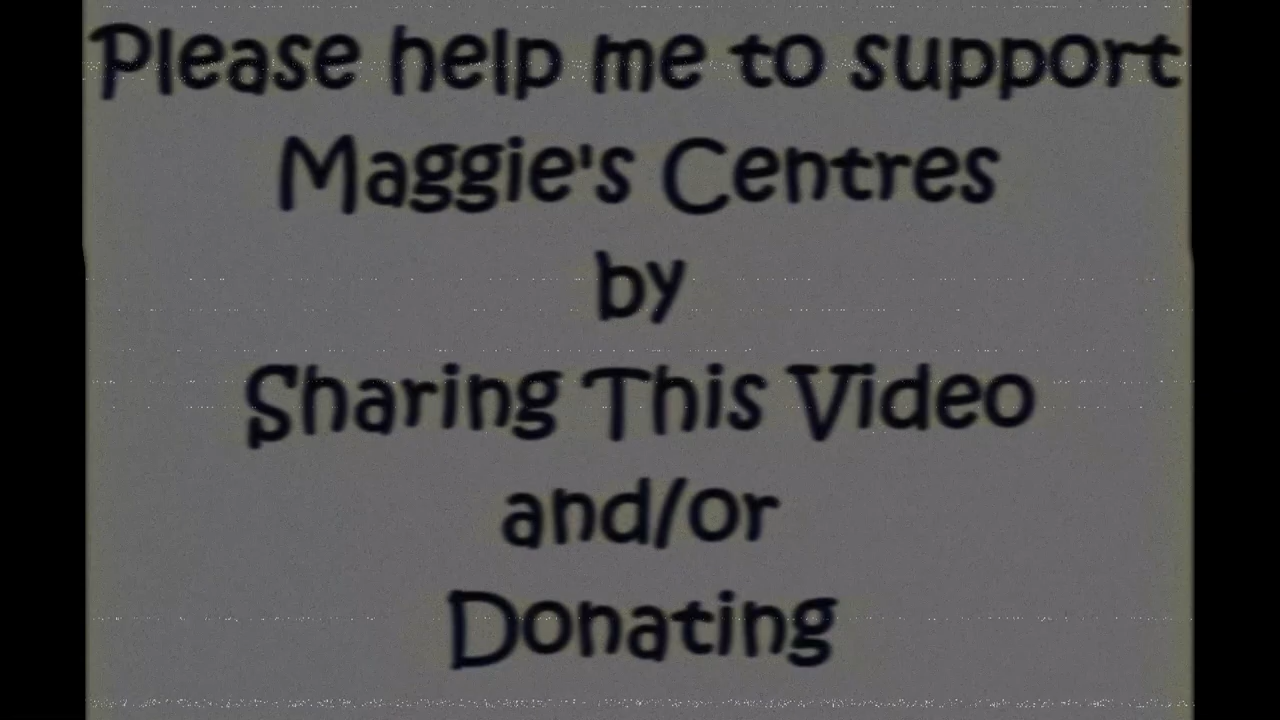 Please help me to support
Maggie's Centres
by
Sharing This Video
and/or
Donating